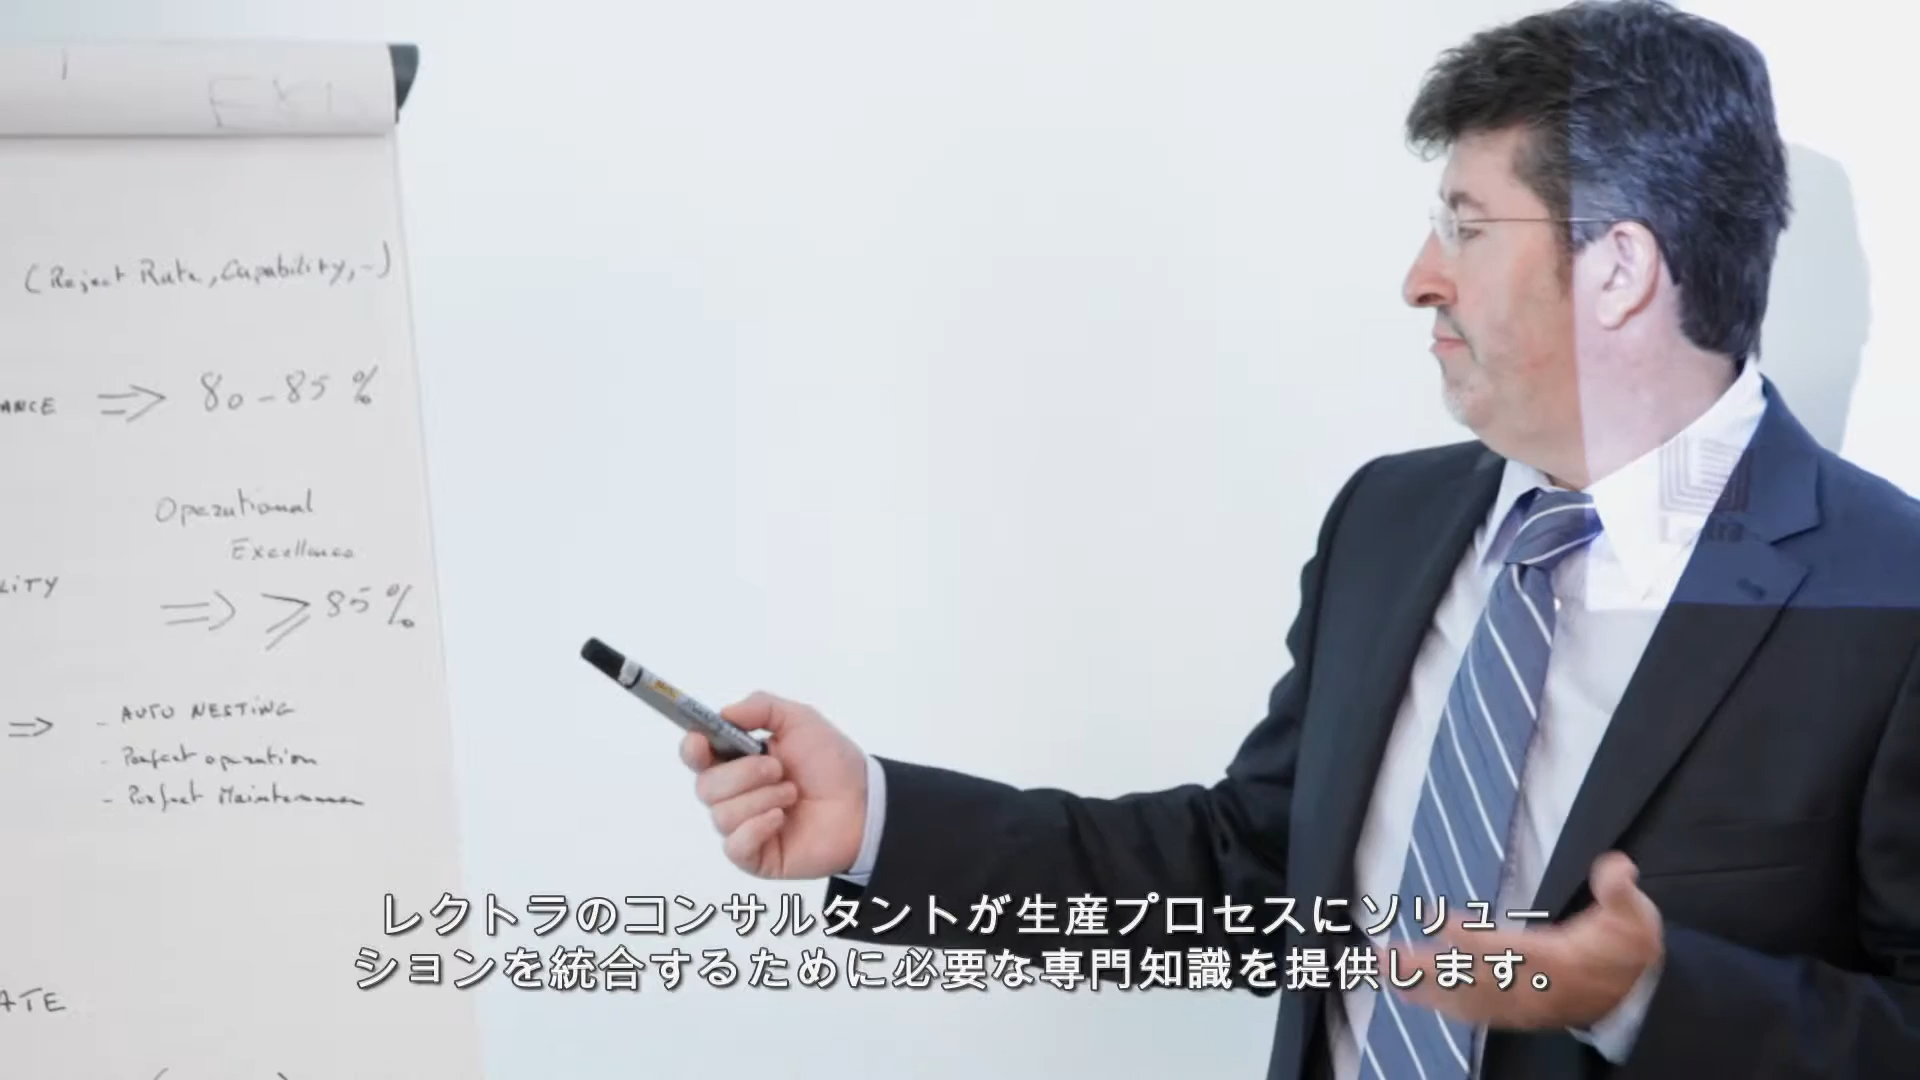 (Reject Rate, Capability, -)
80-85%
Operational
Excellence
⇒ ⩾ 85%
⇒ - AUTO NESTING
- Perfect operation
- Perfect Maintenance
レクトラのコンサルタントが生産プロセスにソリュー
ションを統合するために必要な専門知識を提供します。